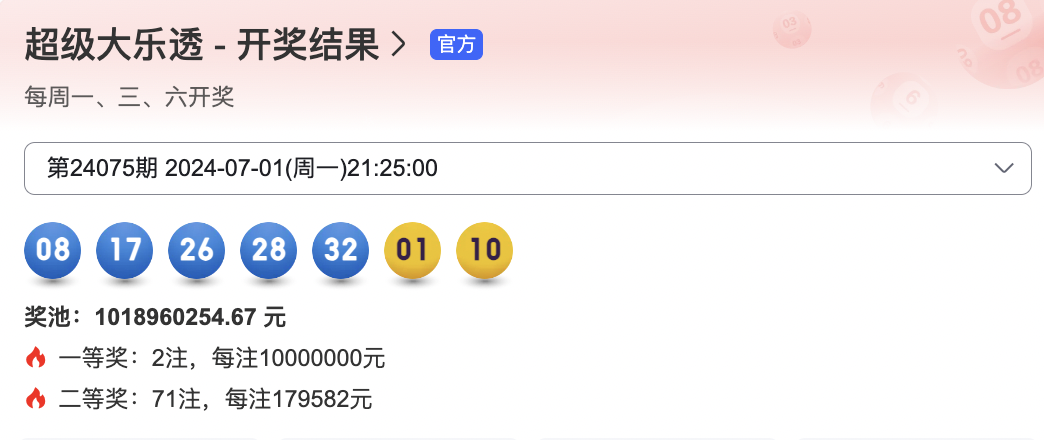 超级大乐透 - 开奖结果 > 官方
每周一、三、六开奖
第24075期 2024-07-01(周一)21:25:00
08 17 26 28 32 01 10
奖池：1018960254.67 元
一等奖：2注，每注10000000元
二等奖：71注，每注179582元